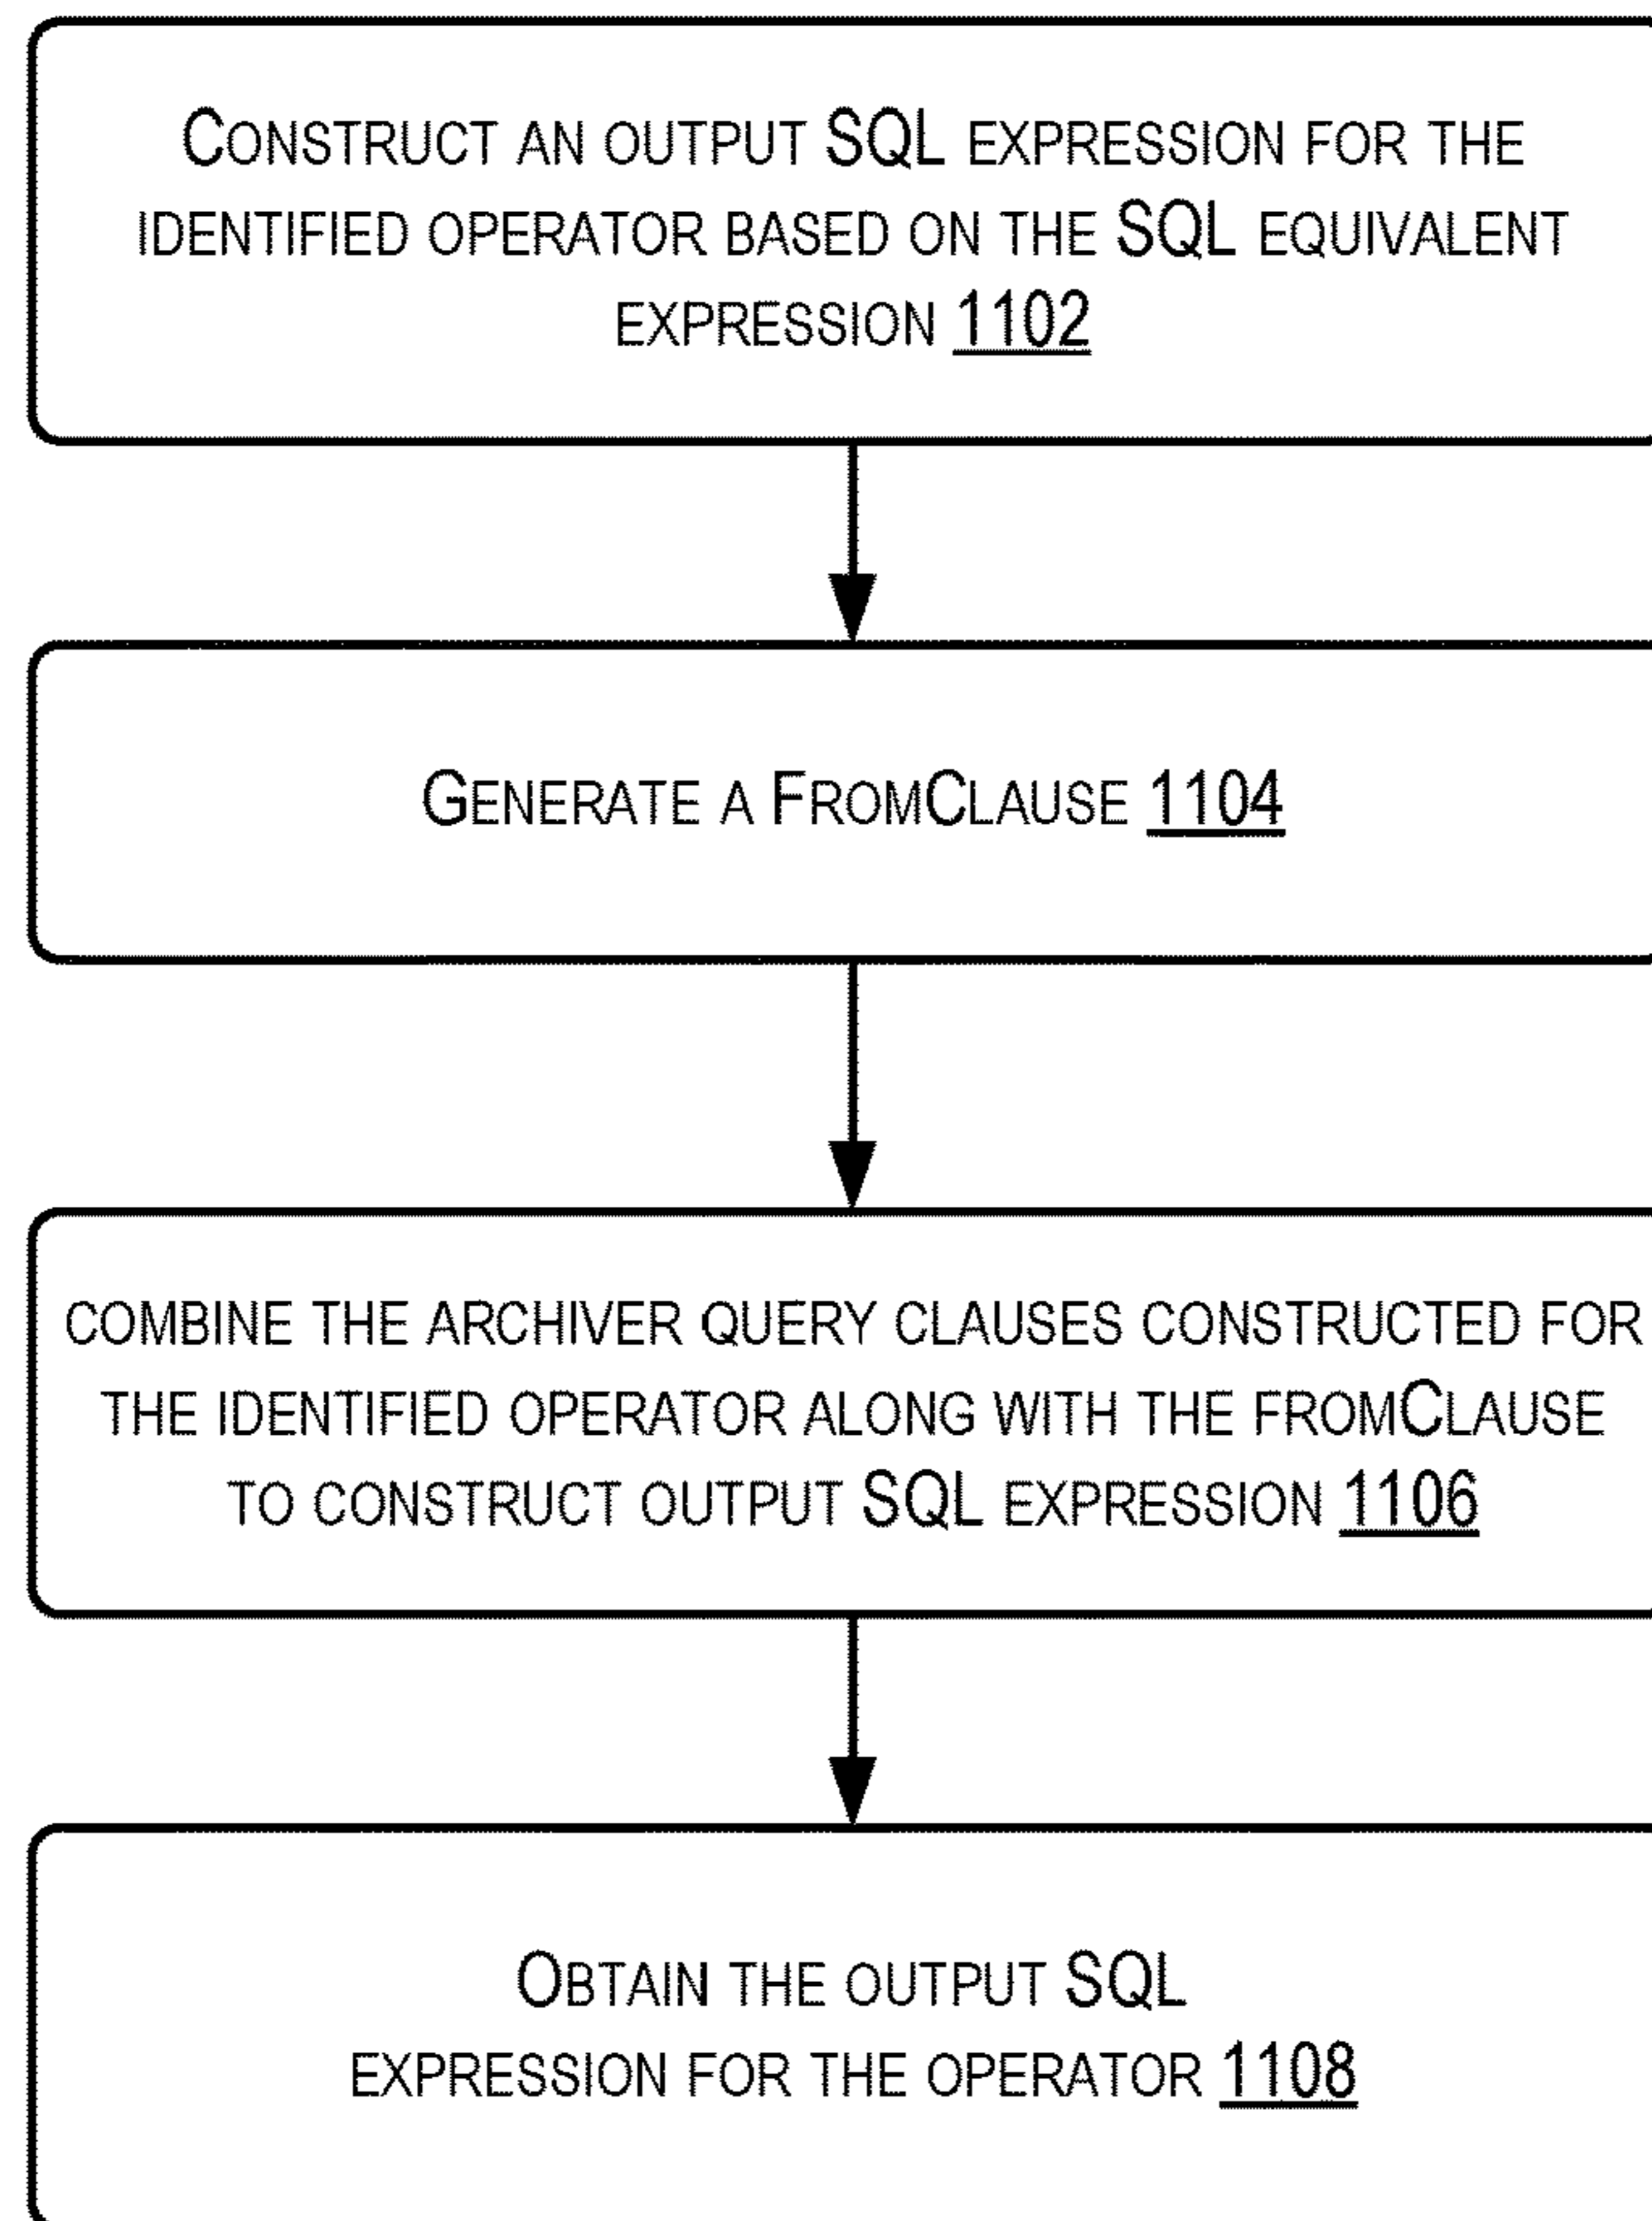 CONSTRUCT AN OUTPUT SQL EXPRESSION FOR THE
IDENTIFIED OPERATOR BASED ON THE SQL EQUIVALENT
EXPRESSION 1102
GENERATE A FROMCLAUSE 1104
COMBINE THE ARCHIVER QUERY CLAUSES CONSTRUCTED FOR
THE IDENTIFIED OPERATOR ALONG WITH THE FROMCLAUSE
TO CONSTRUCT OUTPUT SQL EXPRESSION 1106
OBTAIN THE OUTPUT SQL
EXPRESSION FOR THE OPERATOR 1108